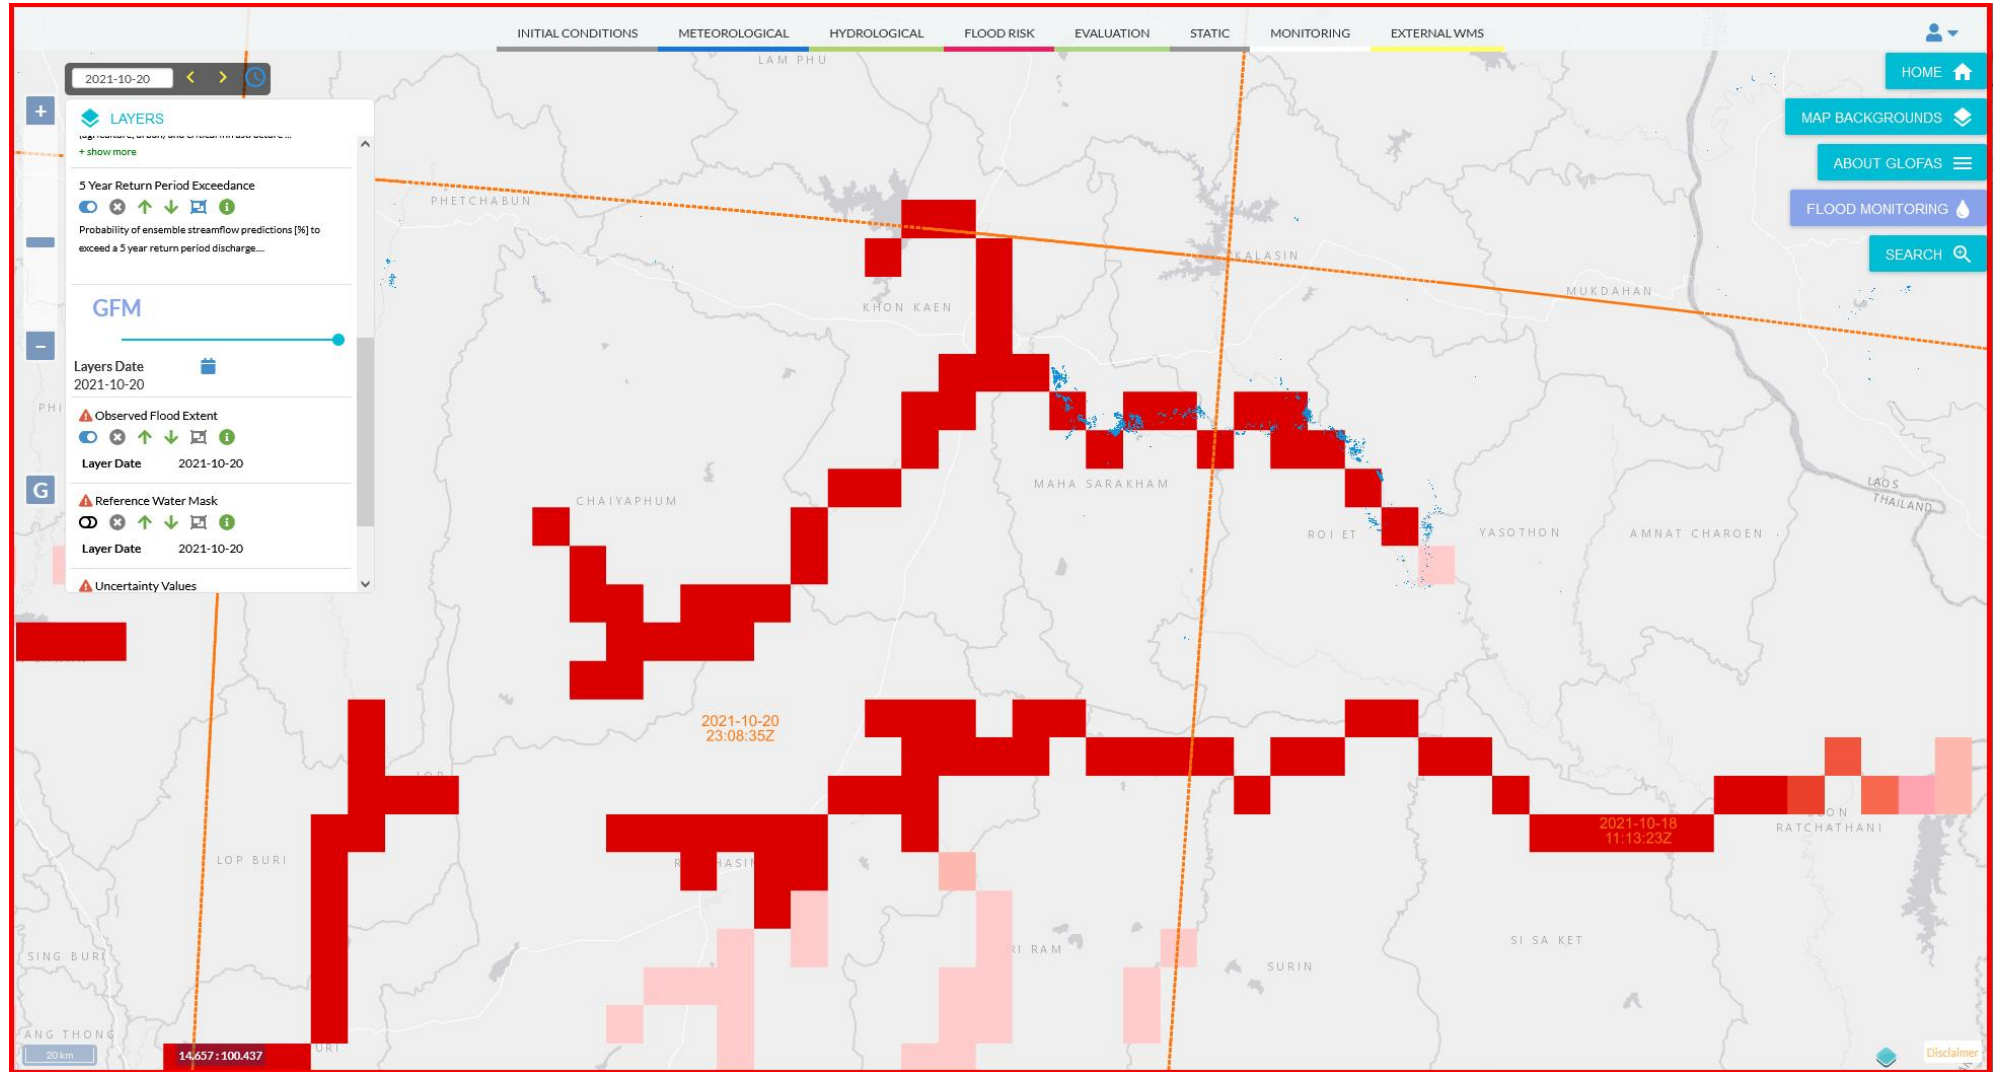 INITIAL CONDITIONS
METEOROLOGICAL
HYDROLOGICAL
FLOOD RISK
EVALUATION
STATIC
MONITORING
EXTERNAL WMS
LAM PHU
2021-10-20
HOME
MAP BACKGROUNDS
ABOUT GLOFAS
FLOOD MONITORING
SEARCH
+
LAYERS
+ show more
5 Year Return Period Exceedance
Probability of ensemble streamflow predictions [%] to
exceed a 5 year return period discharge....
GFM
−
Layers Date
2021-10-20
Observed Flood Extent
Layer Date 2021-10-20
G
Reference Water Mask
Layer Date 2021-10-20
Uncertainty Values
PHETCHABUN
KALASIN
MUKDAHAN
KHON KAEN
PHI
CHAIYAPHUM
MAHA SARAKHAM
LAOS
THAILAND
ROI ET
YASOTHON
AMNAT CHAROEN
2021-10-20
23:08:35Z
2021-10-18
11:13:23Z
RATCHATHANI
LOP BURI
SING BURI
RI RAM
SURIN
SI SA KET
ANG THONG
URI
20 km
14.657 : 100.437
Disclaimer